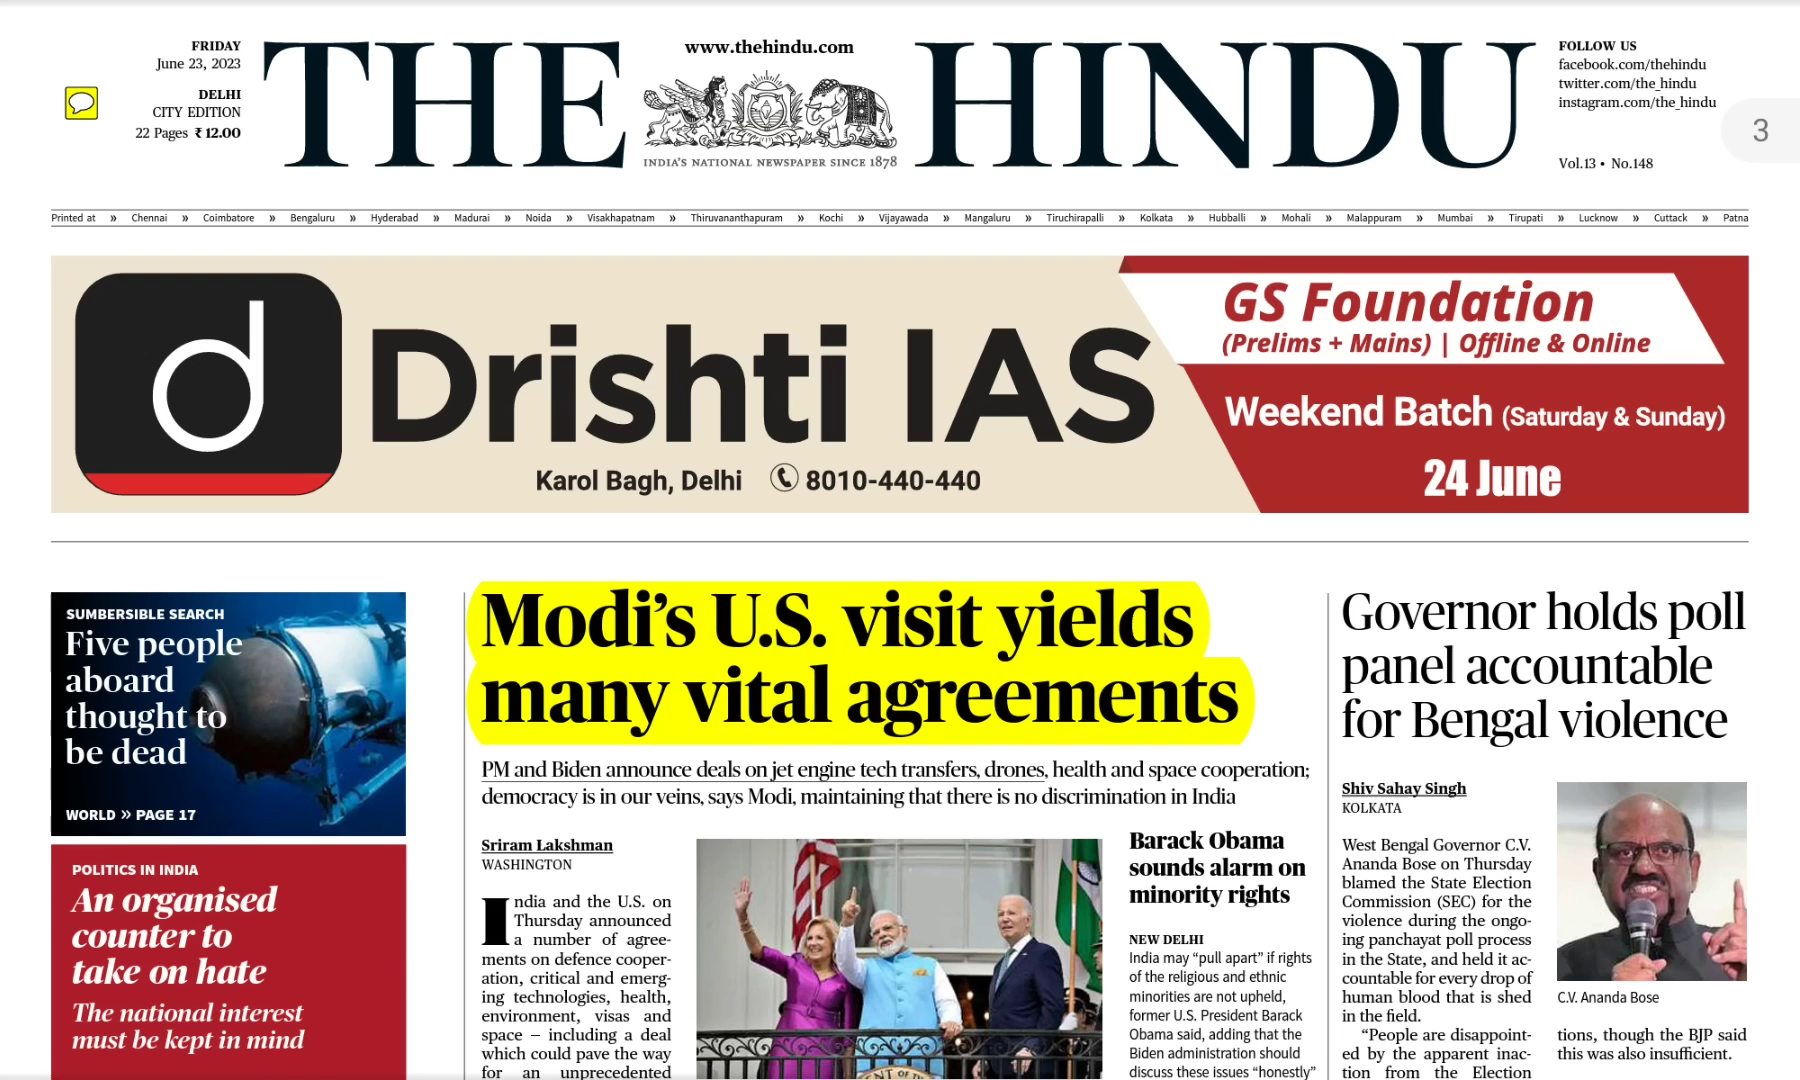 FRIDAY
June 23, 2023
DELHI
CITY EDITION
22 Pages ₹ 12.00
THE HINDU
www.thehindu.com
INDIA'S NATIONAL NEWSPAPER SINCE 1878
FOLLOW US
facebook.com/thehindu
twitter.com/the_hindu
instagram.com/the_hindu
Vol.13 • No.148
3
Printed at » Chennai » Coimbatore » Bengaluru » Hyderabad » Madurai » Noida » Visakhapatnam » Thiruvananthapuram » Kochi » Vijayawada » Mangaluru » Tiruchirapalli » Kolkata » Hubballi » Mohali » Malappuram » Mumbai » Tirupati » Lucknow » Cuttack » Patna
d
Drishti IAS
Karol Bagh, Delhi 8010-440-440
GS Foundation
(Prelims + Mains) | Offline & Online
Weekend Batch (Saturday & Sunday)
24 June
SUMBERSIBLE SEARCH
Five people
aboard
thought to
be dead
WORLD » PAGE 17
POLITICS IN INDIA
An organised
counter to
take on hate
The national interest
must be kept in mind
Modi's U.S. visit yields
many vital agreements
PM and Biden announce deals on jet engine tech transfers, drones, health and space cooperation;
democracy is in our veins, says Modi, maintaining that there is no discrimination in India
Sriram Lakshman
WASHINGTON
India and the U.S. on
Thursday announced
a number of agree-
ments on defence cooper-
ation, critical and emerg-
ing technologies, health,
environment, visas and
space – including a deal
which could pave the way
for an unprecedented
ENT OF
Barack Obama
sounds alarm on
minority rights
NEW DELHI
India may “pull apart” if rights
of the religious and ethnic
minorities are not upheld,
former U.S. President Barack
Obama said, adding that the
Biden administration should
discuss these issues “honestly”
Governor holds poll
panel accountable
for Bengal violence
Shiv Sahay Singh
KOLKATA
West Bengal Governor C.V.
Ananda Bose on Thursday
blamed the State Election
Commission (SEC) for the
violence during the ongo-
ing panchayat poll process
in the State, and held it ac-
countable for every drop of
human blood that is shed
in the field.
“People are disappoint-
ed by the apparent inac-
tion from the Election
C.V. Ananda Bose
tions, though the BJP said
this was also insufficient.